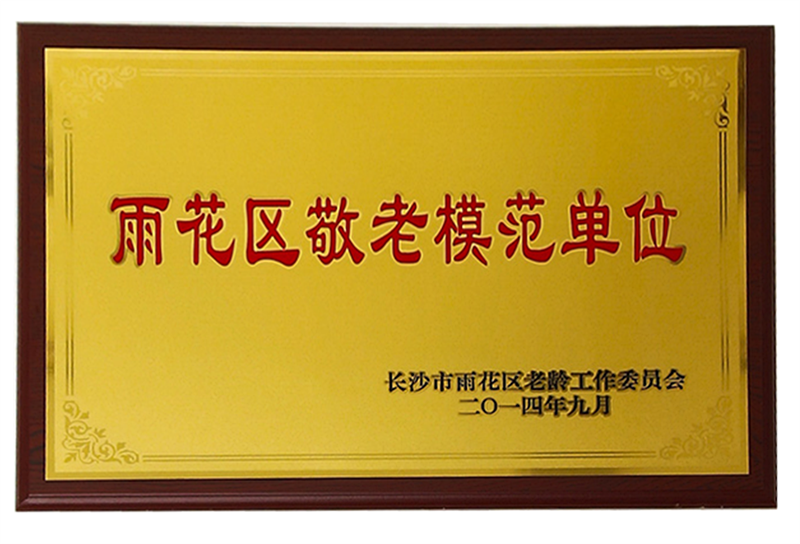 雨花区敬老模范单位
长沙市雨花区老龄工作委员会
二〇一四年九月